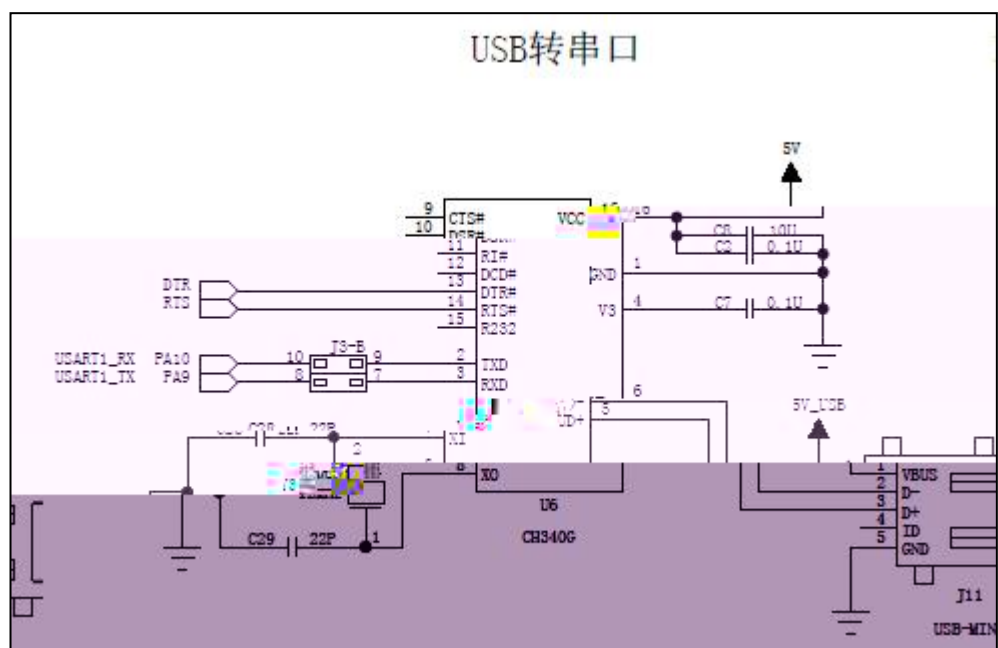 USB转串口
5V
9 CTS# VCC
10
C2 0.1U
11 RI#
12 DCD# GND 1
DTR 13 DTR#
RTS 14 RTS# V3 4 C7 0.1U
15 R232
J3-B
USART1_RX PA10 10 9 2 TXD
USART1_TX PA9 8 7 3 RXD
6
5V_USB
UD+ 5
XI
2
8 XO
1 VBUS
2 D-
3 D+
4 ID
5 GND
U6
CH340G
C29 22P 1
J11
USB-MIN